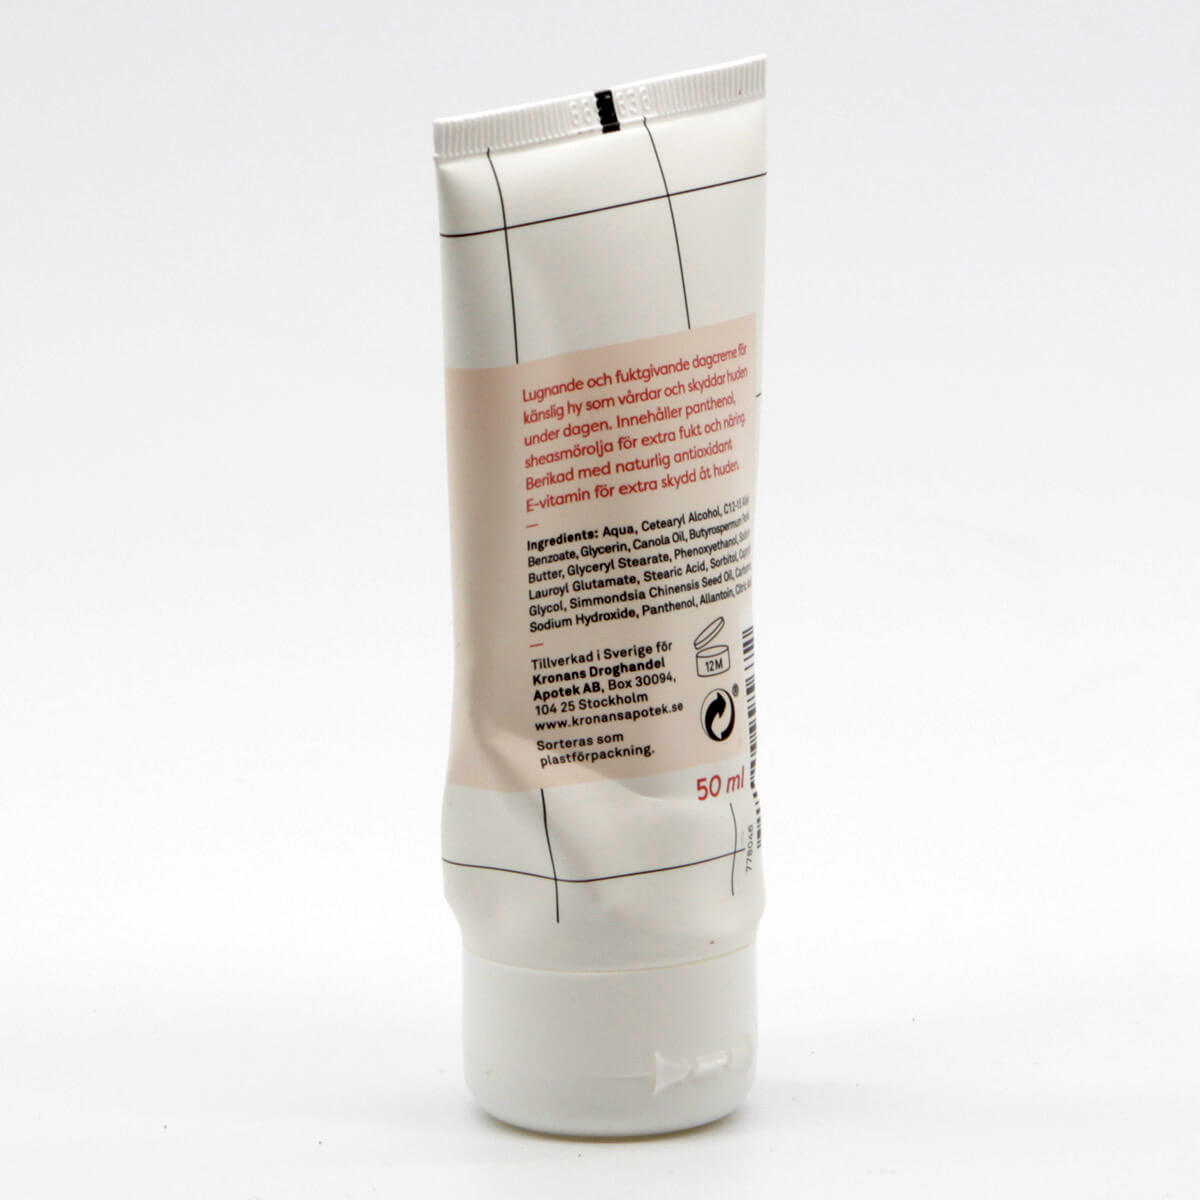 Lugnande och fuktgivande dagcreme för
känslig hy som vårdar och skyddar huden
under dagen. Innehåller panthenol,
sheasmörolja för extra fukt och näring.
Berikad med naturlig antioxidant
E-vitamin för extra skydd åt huden.
Ingredients: Aqua, Cetearyl Alcohol, C12-15
Benzoate, Glycerin, Canola Oil, Butyrospermum
Butter, Glyceryl Stearate, Phenoxyethanol,
Lauroyl Glutamate, Stearic Acid, Sorbitol,
Glycol, Simmondsia Chinensis Seed Oil,
Sodium Hydroxide, Panthenol, Allantoin, Citric
Tillverkad i Sverige för
Kronans Droghandel
Apotek AB, Box 30094,
104 25 Stockholm
www.kronansapotek.se
Sorteras som
plastförpackning.
12M
®
50 ml
778046